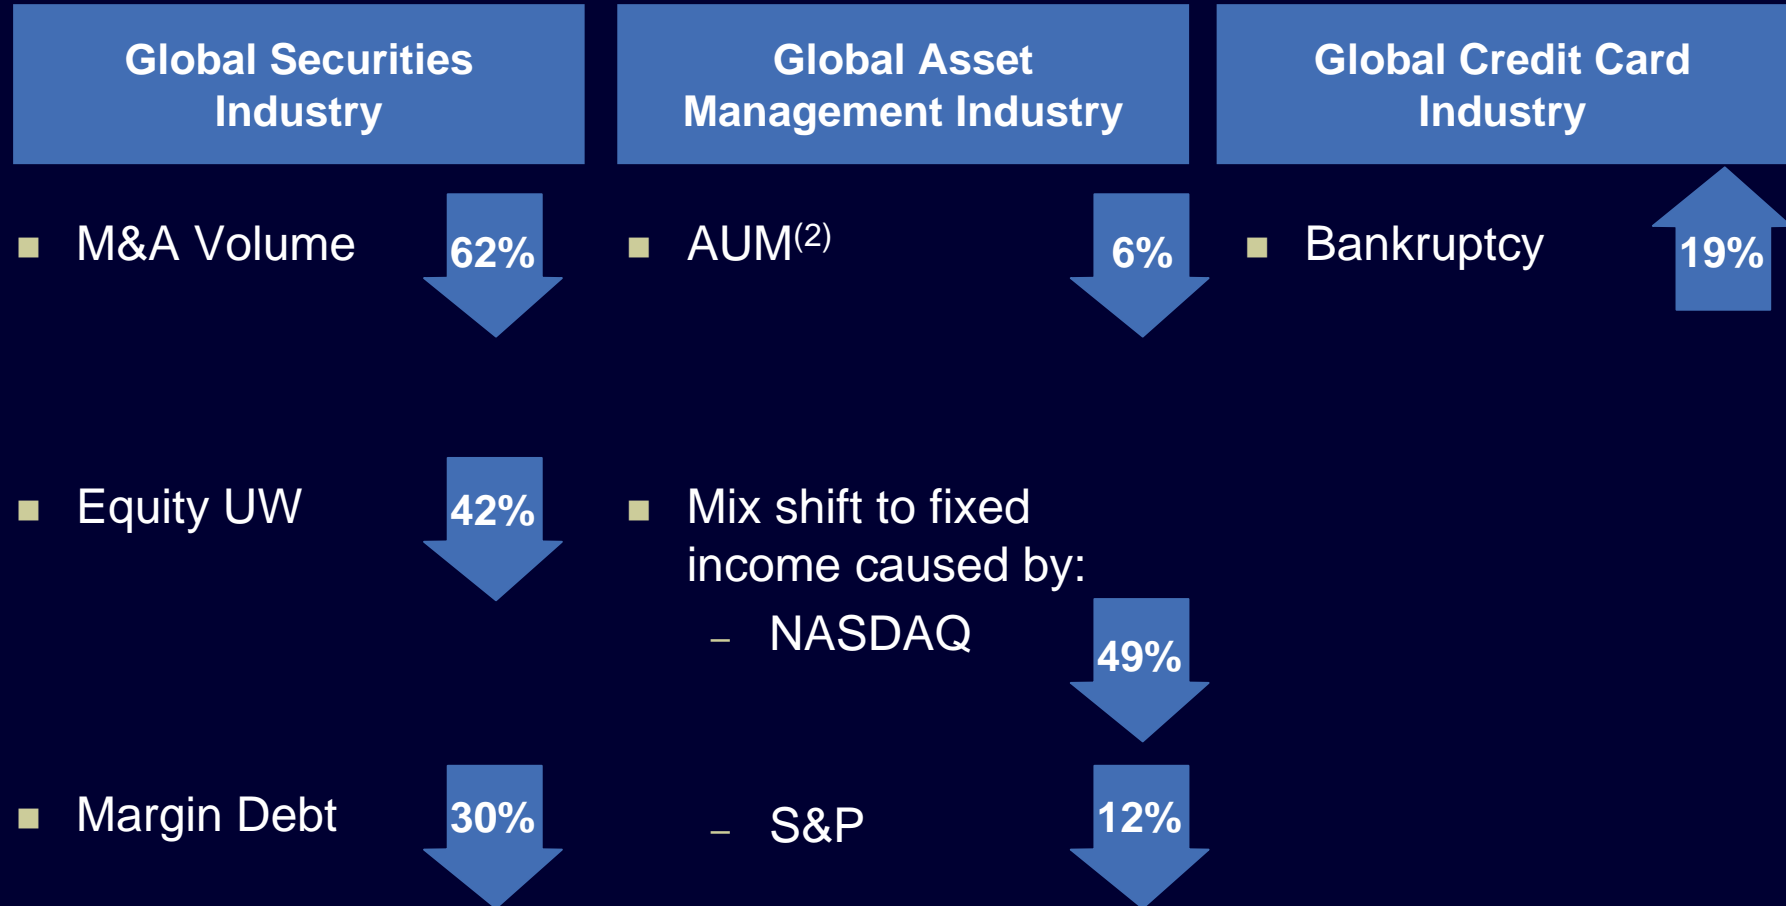 Global Securities
Industry
Global Asset
Management Industry
Global Credit Card
Industry
M&A Volume
62%
AUM(2)
6%
Bankruptcy
19%
Equity UW
42%
Mix shift to fixed
income caused by:
– NASDAQ
49%
Margin Debt
30%
– S&P
12%